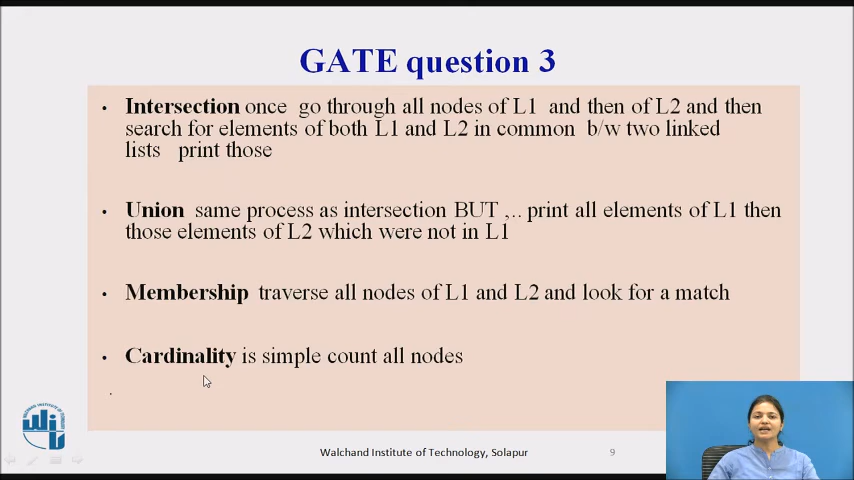 GATE question 3
• Intersection once go through all nodes of L1 and then of L2 and then
search for elements of both L1 and L2 in common b/w two linked
lists print those
• Union same process as intersection BUT ,.. print all elements of L1 then
those elements of L2 which were not in L1
• Membership traverse all nodes of L1 and L2 and look for a match
• Cardinality is simple count all nodes
.
Walchand Institute of Technology, Solapur
9